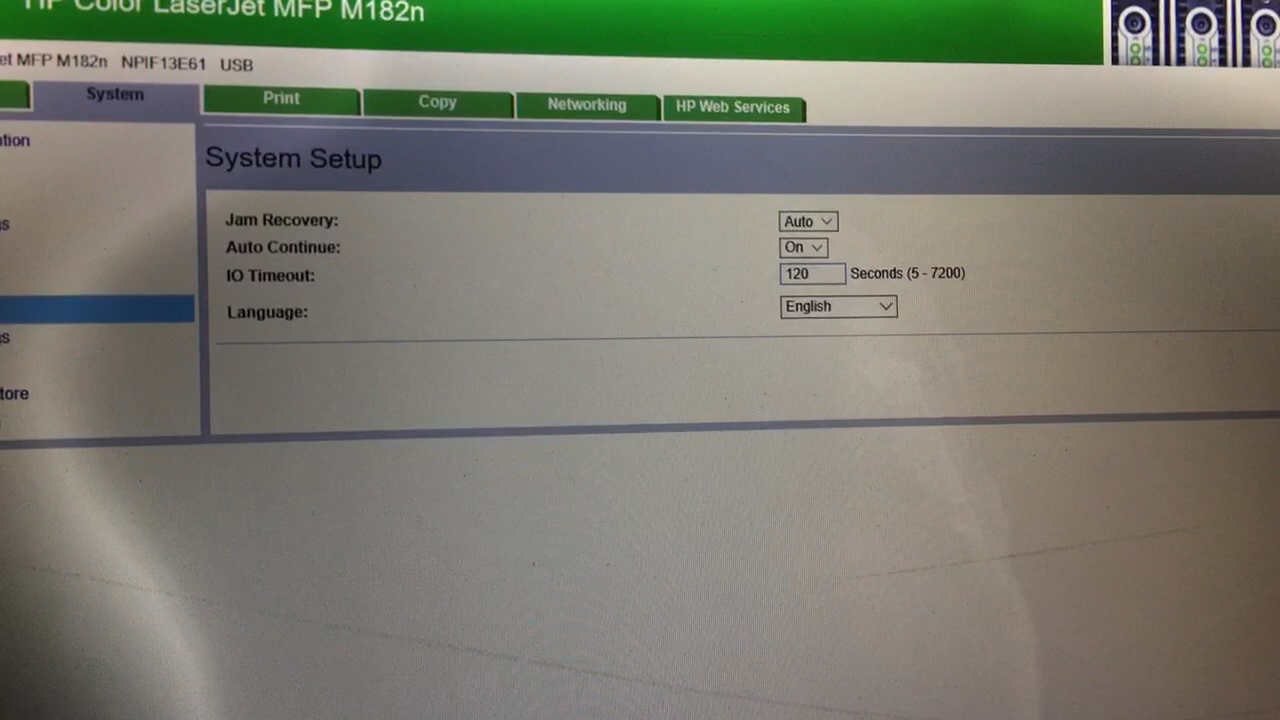 HP Color LaserJet MFP M182n
et MFP M182n NPIF13E61 USB
System Print Copy Networking HP Web Services
System Setup
Jam Recovery: Auto
Auto Continue: On
IO Timeout: 120 Seconds (5 - 7200)
Language: English
tion
s
s
tore